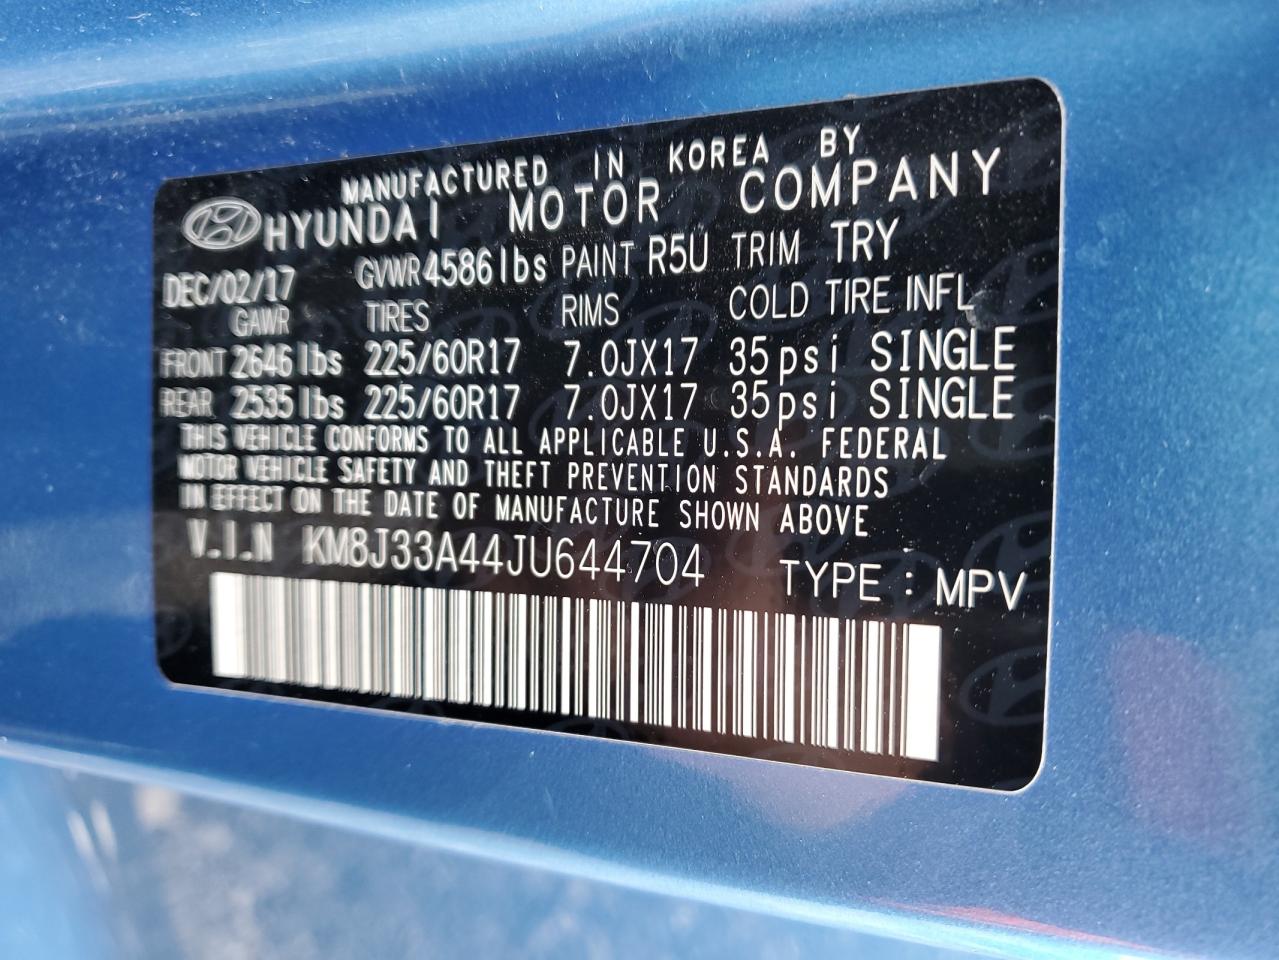 MANUFACTURED IN KOREA BY
HYUNDAI MOTOR COMPANY
DEC/02/17 GVWR 4586 lbs PAINT R5U TRIM TRY
GAWR TIRES RIMS COLD TIRE INFL
FRONT 2646 lbs 225/60R17 7.0JX17 35psi SINGLE
REAR 2535 lbs 225/60R17 7.0JX17 35psi SINGLE
THIS VEHICLE CONFORMS TO ALL APPLICABLE U.S.A. FEDERAL
MOTOR VEHICLE SAFETY AND THEFT PREVENTION STANDARDS
IN EFFECT ON THE DATE OF MANUFACTURE SHOWN ABOVE
V.I.N KM8J33A44JU644704 TYPE : MPV